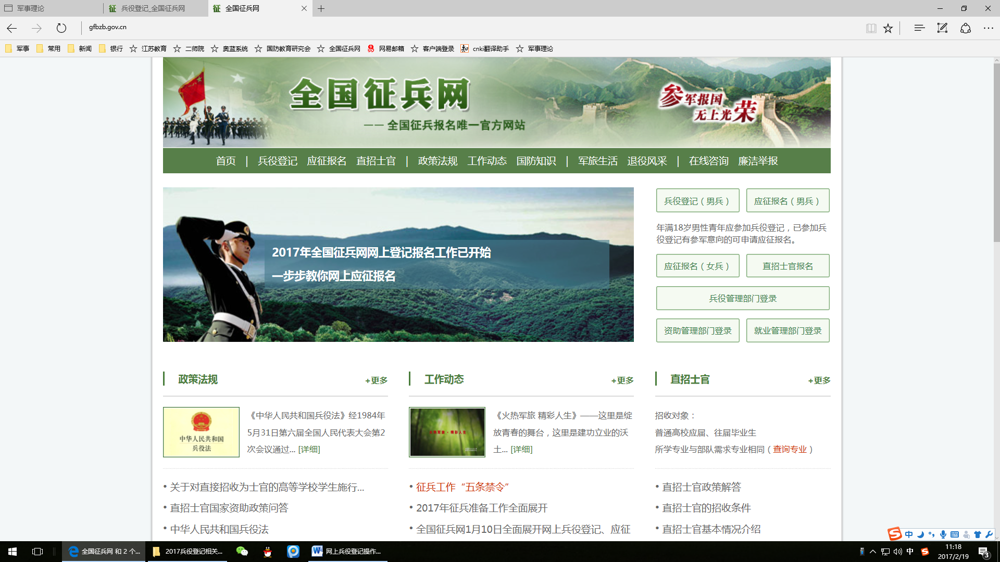 军事理论
兵役登记_全国征兵网
全国征兵网
gfbzb.gov.cn
军事 常用 新闻 银行 江苏教育 二师院 奥蓝系统 国防教育研究会 全国征兵网 网易邮箱 客户端登录 cnki翻译助手 军事理论
全国征兵网
—— 全国征兵报名唯一官方网站
参军报国
无上光荣
首页 | 兵役登记 应征报名 直招士官 | 政策法规 工作动态 国防知识 | 军旅生活 退役风采 | 在线咨询 廉洁举报
2017年全国征兵网网上登记报名工作已开始
一步步教你网上应征报名
兵役登记（男兵） 应征报名（男兵）
年满18岁男性青年应参加兵役登记，已参加兵
役登记有参军意向的可申请应征报名。
应征报名（女兵） 直招士官报名
兵役管理部门登录
资助管理部门登录 就业管理部门登录
政策法规 +更多
中华人民共和国
兵役法
《中华人民共和国兵役法》经1984年
5月31日第六届全国人民代表大会第2
次会议通过... [详细]
• 关于对直接招收为士官的高等学校学生施行...
• 直招士官国家资助政策问答
• 中华人民共和国兵役法
工作动态 +更多
火热军旅·精彩人生
《火热军旅 精彩人生》——这里是绽
放青春的舞台，这里是建功立业的沃
土... [详细]
• 征兵工作“五条禁令”
• 2017年征兵准备工作全面展开
• 全国征兵网1月10日全面展开网上兵役登记、应征
直招士官 +更多
招收对象：
普通高校应届、往届毕业生
所学专业与部队需求专业相同（查询专业）
• 直招士官政策解答
• 直招士官的招收条件
• 直招士官基本情况介绍
中
全国征兵网 和 2 个...
2017兵役登记相关...
网上兵役登记操作...
中
11:18
2017/2/19
3